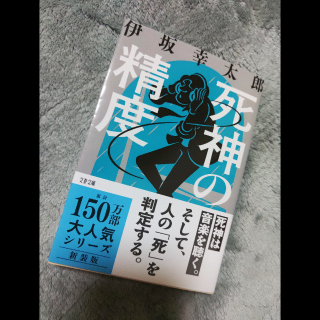 伊坂幸太郎
死神の
精度
文春文庫
死神は
音楽を聴く。
そして、
人の「死」を
判定する。
累計
150万部
大人気
シリーズ
新装版